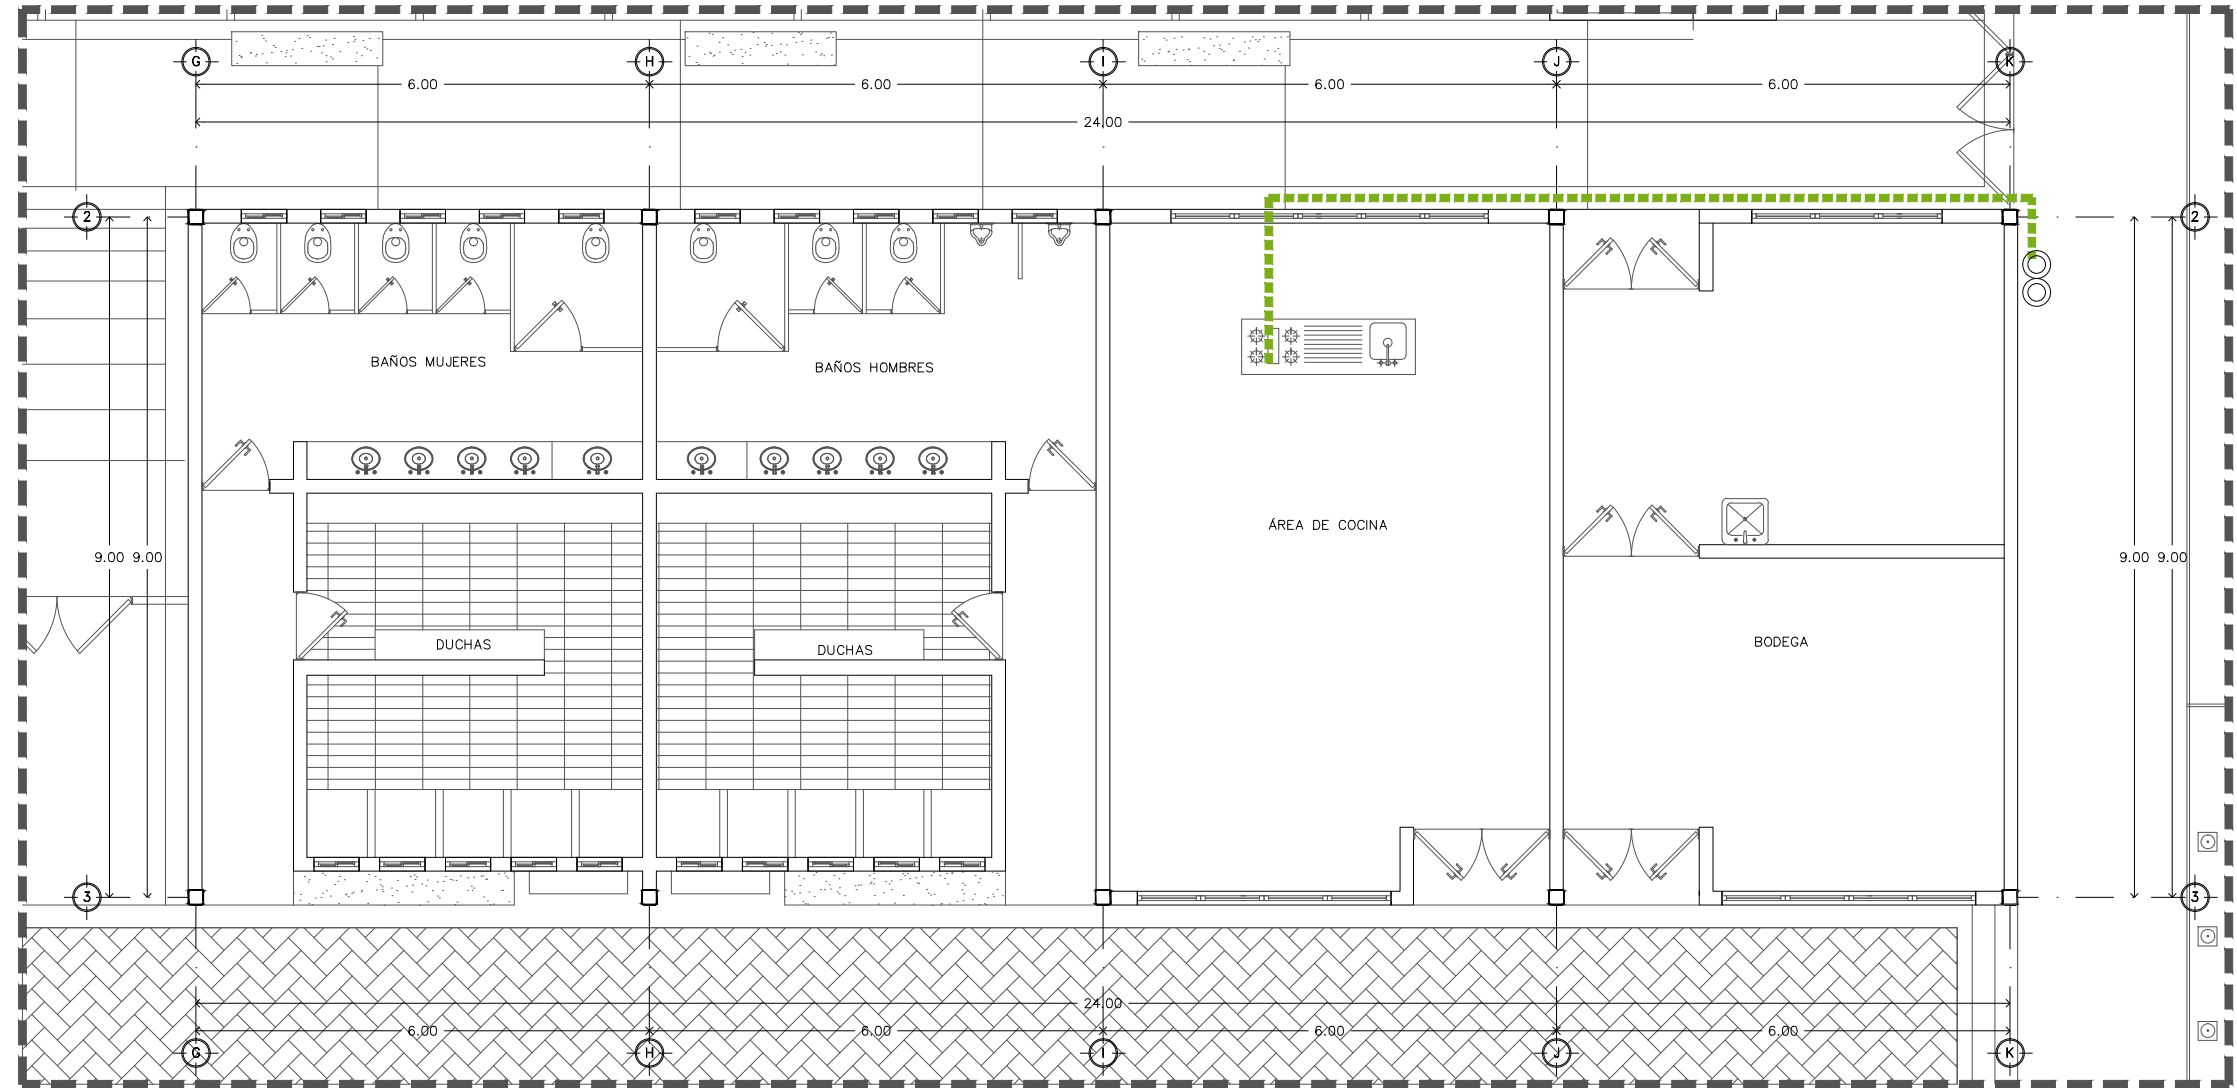 G H I J K
6.00 6.00 6.00 6.00
24.00
2 2
BAÑOS MUJERES
BAÑOS HOMBRES
ÁREA DE COCINA
9.00 9.00 9.00 9.00
BODEGA
DUCHAS
DUCHAS
3 3
24.00
6.00 6.00 6.00 6.00
G H I J K